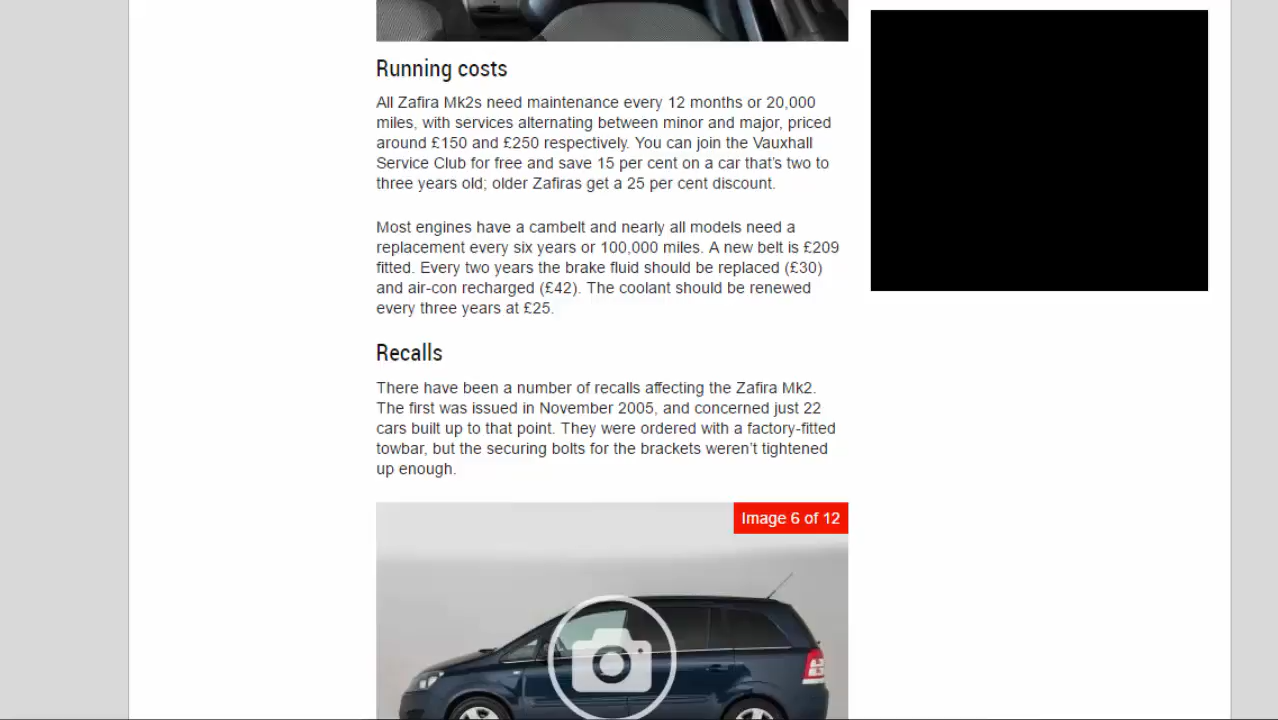 Running costs
All Zafira Mk2s need maintenance every 12 months or 20,000
miles, with services alternating between minor and major, priced
around £150 and £250 respectively. You can join the Vauxhall
Service Club for free and save 15 per cent on a car that’s two to
three years old; older Zafiras get a 25 per cent discount.
Most engines have a cambelt and nearly all models need a
replacement every six years or 100,000 miles. A new belt is £209
fitted. Every two years the brake fluid should be replaced (£30)
and air-con recharged (£42). The coolant should be renewed
every three years at £25.
Recalls
There have been a number of recalls affecting the Zafira Mk2.
The first was issued in November 2005, and concerned just 22
cars built up to that point. They were ordered with a factory-fitted
towbar, but the securing bolts for the brackets weren’t tightened
up enough.
Image 6 of 12